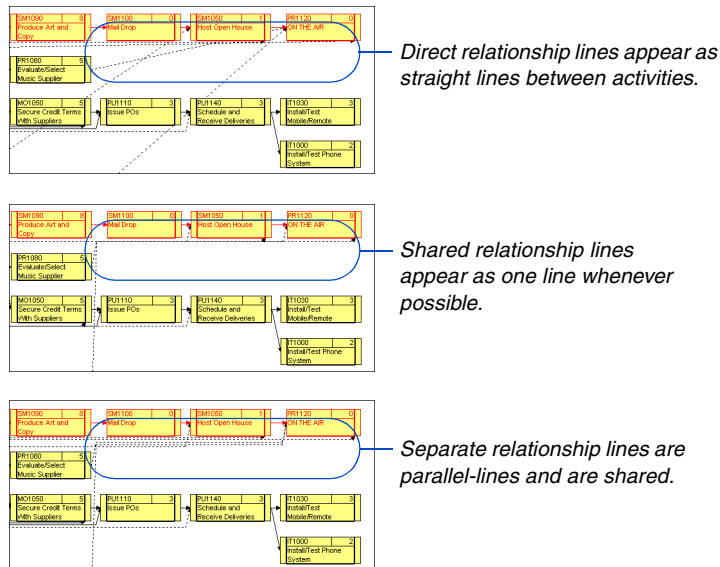 SM1090 8 SM1100 0 SM1050 1 PR1120 0
Produce Art and Copy Mail Drop Host Open House ON THE AIR
PR1080 5
Evaluate/Select Music Supplier
MO1050 5 PU1110 3 PU1140 3 IT1030 3
Secure Credit Terms With Suppliers Issue POs Schedule and Receive Deliveries Install/Test Mobile/Remote
IT1000 2
Install/Test Phone System
Direct relationship lines appear as
straight lines between activities.
SM1090 8 SM1100 0 SM1050 1 PR1120 0
Produce Art and Copy Mail Drop Host Open House ON THE AIR
PR1080 5
Evaluate/Select Music Supplier
MO1050 5 PU1110 3 PU1140 3 IT1030 3
Secure Credit Terms With Suppliers Issue POs Schedule and Receive Deliveries Install/Test Mobile/Remote
IT1000 2
Install/Test Phone System
Shared relationship lines
appear as one line whenever
possible.
SM1090 8 SM1100 0 SM1050 1 PR1120 0
Produce Art and Copy Mail Drop Host Open House ON THE AIR
PR1080 5
Evaluate/Select Music Supplier
MO1050 5 PU1110 3 PU1140 3 IT1030 3
Secure Credit Terms With Suppliers Issue POs Schedule and Receive Deliveries Install/Test Mobile/Remote
IT1000 2
Install/Test Phone System
Separate relationship lines are
parallel-lines and are shared.